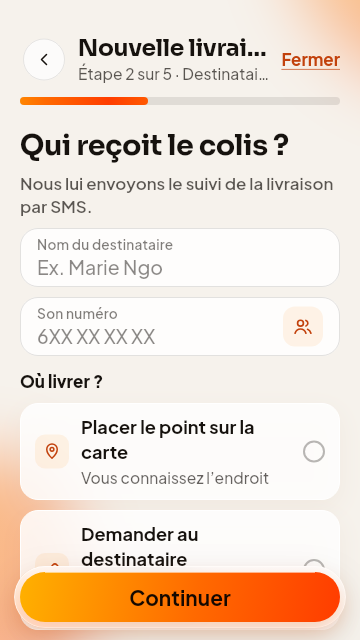 Nouvelle livrai...
Fermer
Étape 2 sur 5 · Destinatai...
Qui reçoit le colis ?
Nous lui envoyons le suivi de la livraison
par SMS.
Nom du destinataire
Ex. Marie Ngo
Son numéro
6XX XX XX XX
Où livrer ?
Placer le point sur la
carte
Vous connaissez l’endroit
Demander au
destinataire
Continuer